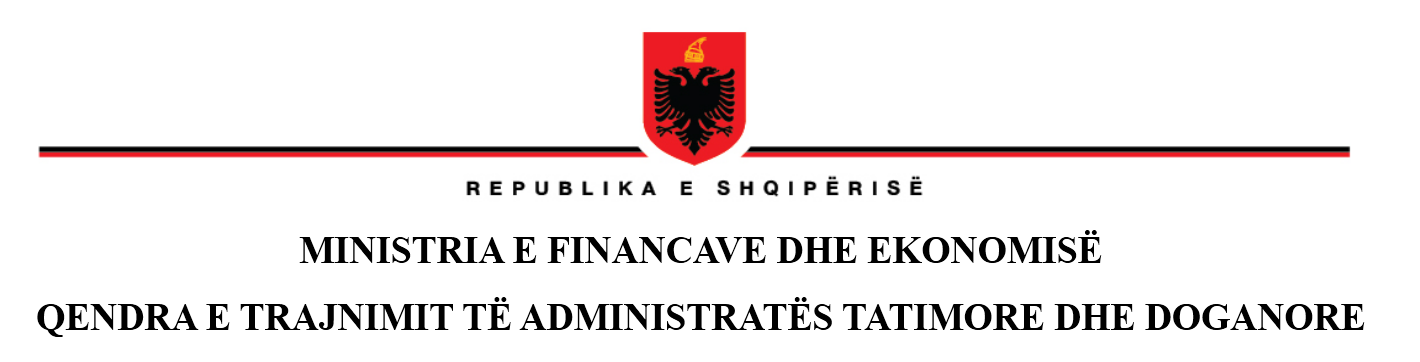 REPUBLIKA E SHQIPËRISË
MINISTRIA E FINANCAVE DHE EKONOMISË
QENDRA E TRAJNIMIT TË ADMINISTRATËS TATIMORE DHE DOGANORE